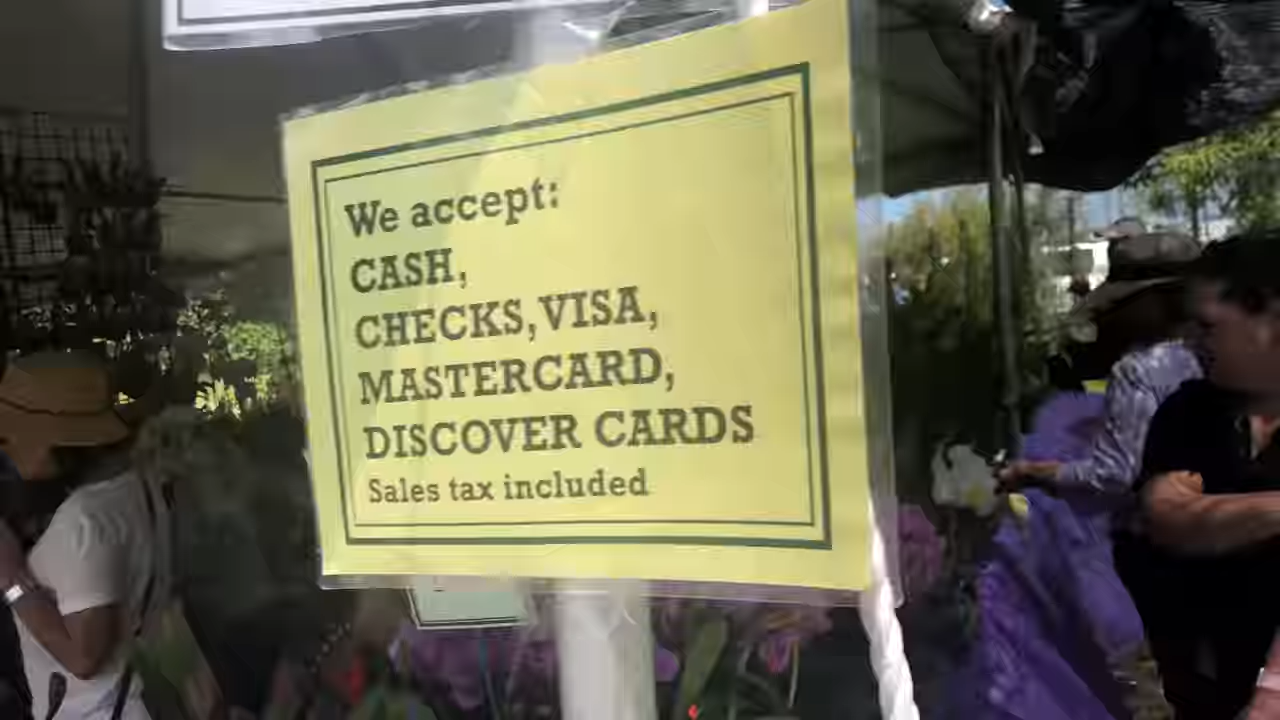 We accept:
CASH,
CHECKS, VISA,
MASTERCARD,
DISCOVER CARDS
Sales tax included